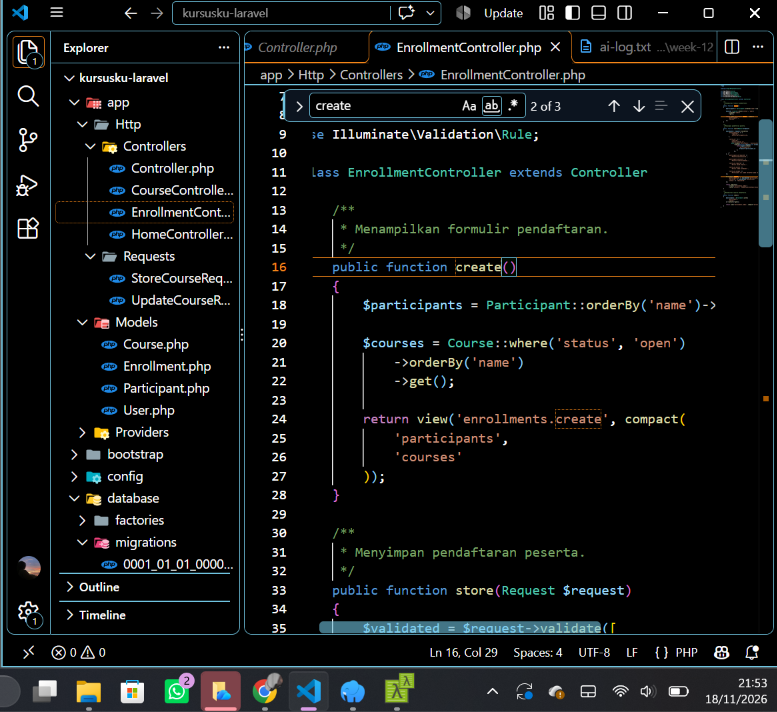 kursusku-laravel
Update
Explorer
Controller.php
EnrollmentController.php
ai-log.txt ...\week-12
app > Http > Controllers > EnrollmentController.php
kursusku-laravel
app
Http
Controllers
Controller.php
CourseControlle...
EnrollmentCont...
HomeController...
Requests
StoreCourseReq...
UpdateCourseR...
Models
Course.php
Enrollment.php
Participant.php
User.php
Providers
bootstrap
config
database
factories
migrations
0001_01_01_0000...
Outline
Timeline
1
1
create
Aa ab .*
2 of 3
9 se Illuminate\Validation\Rule;
10
11 lass EnrollmentController extends Controller
12
13 /**
14 * Menampilkan formulir pendaftaran.
15 */
16 public function create()
17 {
18 $participants = Participant::orderBy('name')->
19
20 $courses = Course::where('status', 'open')
21 ->orderBy('name')
22 ->get();
23
24 return view('enrollments.create', compact(
25 'participants',
26 'courses'
27 ));
28 }
29
30 /**
31 * Menyimpan pendaftaran peserta.
32 */
33 public function store(Request $request)
34 {
35 $validated = $request->validate([
0 0
Ln 16, Col 29
Spaces: 4
UTF-8
LF
{ } PHP
2
21:53
18/11/2026